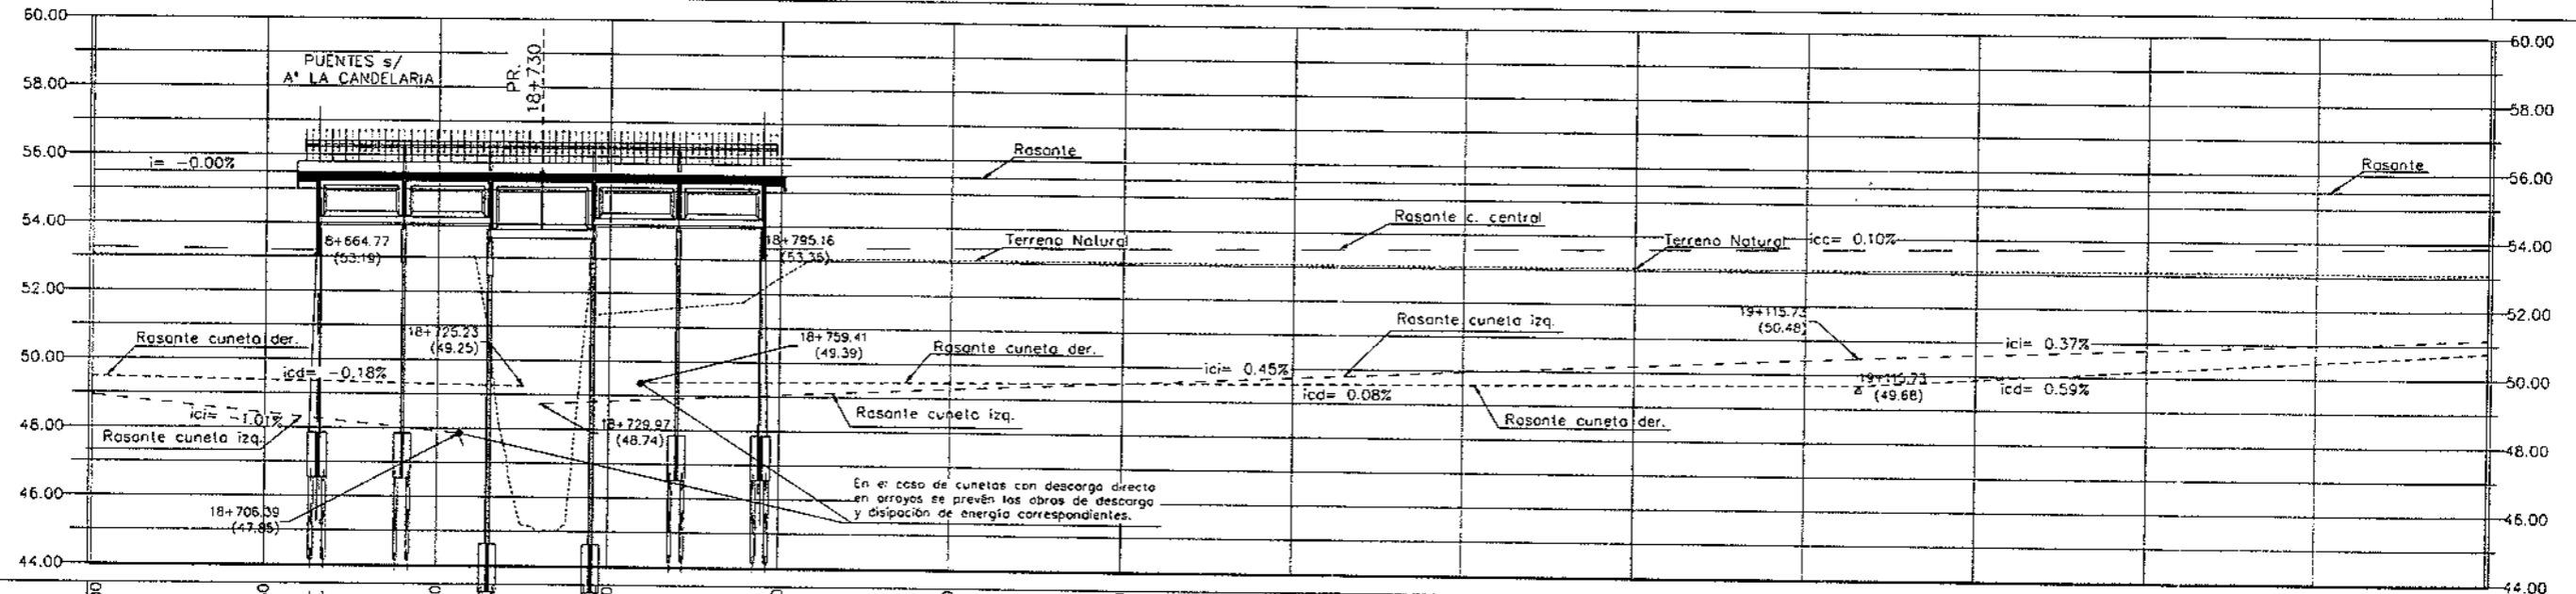 60.00
58.00
56.00
54.00
52.00
50.00
48.00
46.00
44.00
PUENTES s/
A° LA CANDELARIA
PR.
18+730
i= -0.00%
8+664.77
(53.19)
18+795.16
(53.35)
Rasante
Terreno Natural
Rasante c. central
Terreno Natural
icc= 0.10%
Rasante
60.00
58.00
56.00
54.00
52.00
50.00
48.00
46.00
44.00
Rasante cuneta der.
icd= -0.18%
18+725.23
(49.25)
18+759.41
(49.39)
Rasante cuneta der.
ici= 0.45%
Rasante cuneta izq.
19+115.73
(50.48)
ici= 0.37%
ici= -1.01%
Rasante cuneta izq.
18+729.97
(48.74)
Rasante cuneta izq.
icd= 0.08%
Rasante cuneta der.
19+115.73
(49.68)
icd= 0.59%
18+706.39
(47.85)
En el caso de cunetas con descarga directa
en arroyos se prevén las obras de descarga
y disipación de energía correspondientes.